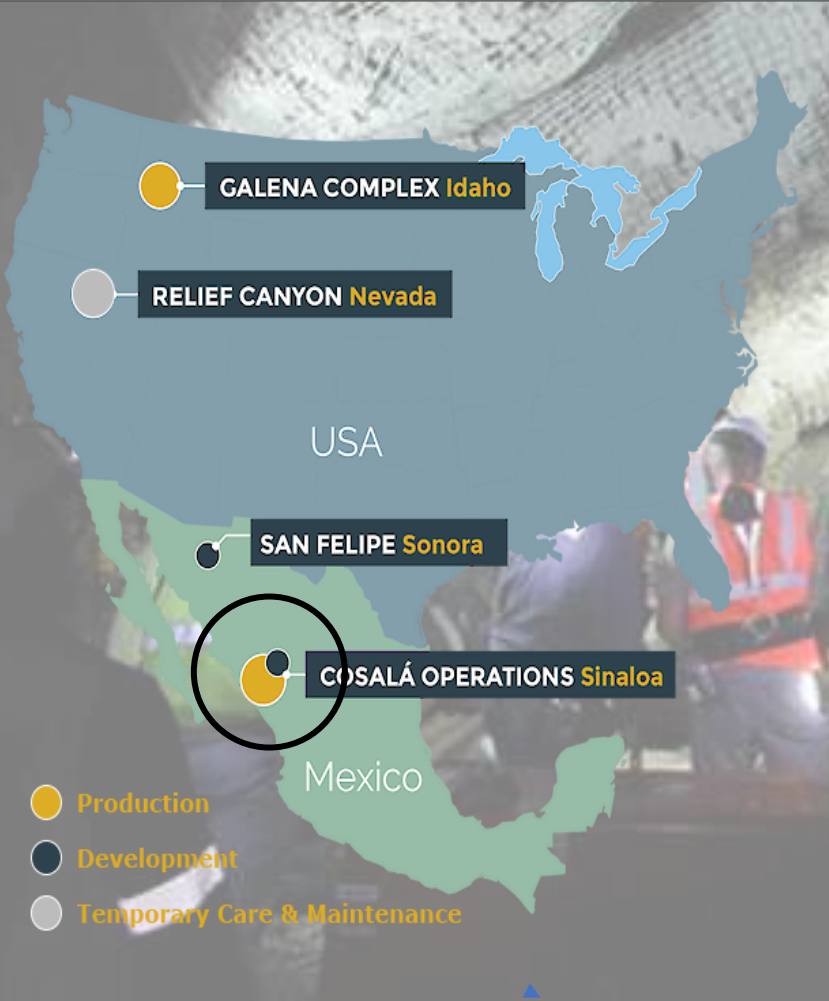 GALENA COMPLEX Idaho
RELIEF CANYON Nevada
USA
SAN FELIPE Sonora
COSALÁ OPERATIONS Sinaloa
Mexico
Production
Development
Temporary Care & Maintenance